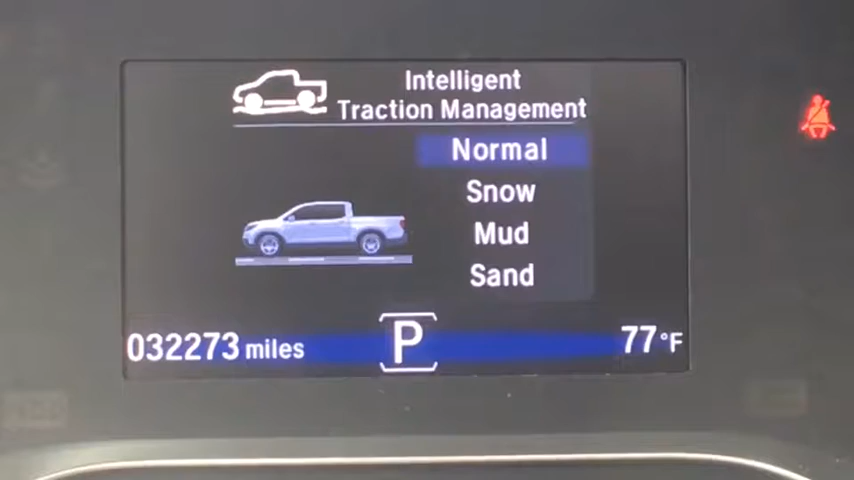 Intelligent
Traction Management
Normal
Snow
Mud
Sand
032273 miles P 77 °F